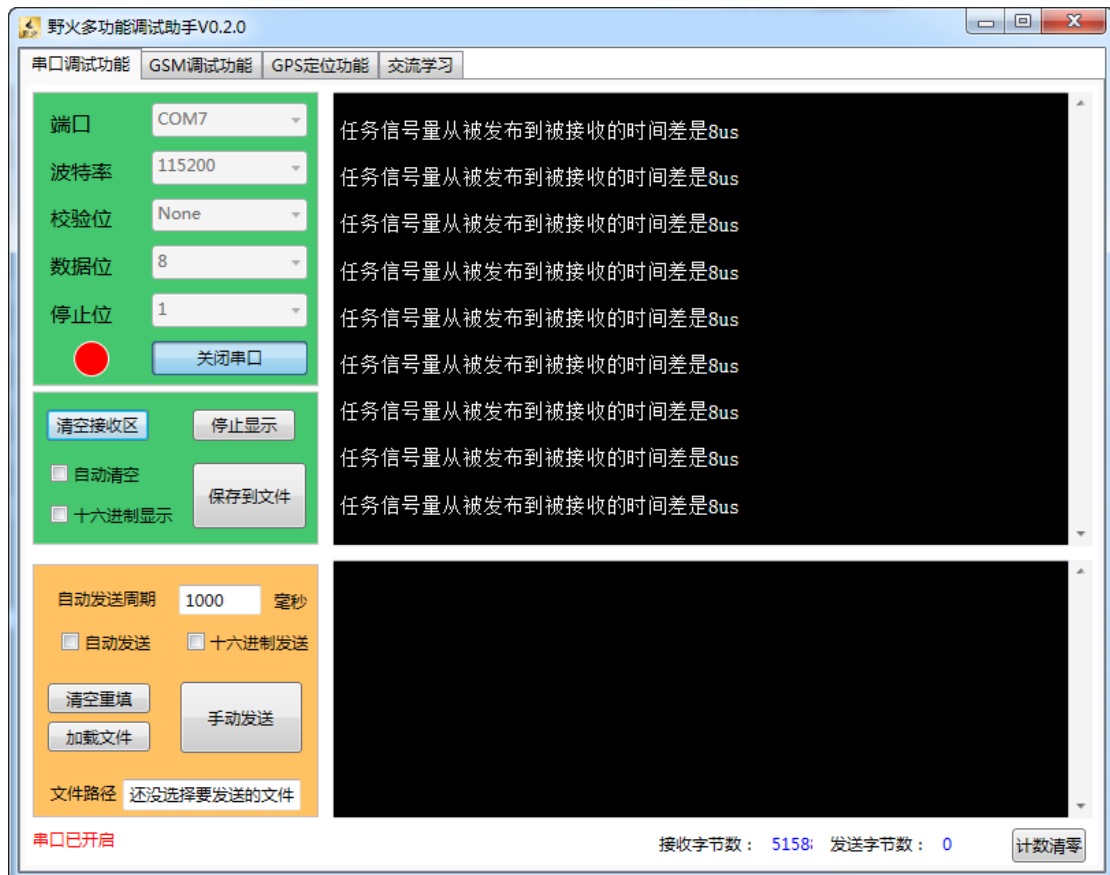 野火多功能调试助手V0.2.0
串口调试功能 GSM调试功能 GPS定位功能 交流学习
端口 COM7
波特率 115200
校验位 None
数据位 8
停止位 1
关闭串口
清空接收区 停止显示
自动清空
保存到文件
十六进制显示
任务信号量从被发布到被接收的时间差是8us
任务信号量从被发布到被接收的时间差是8us
任务信号量从被发布到被接收的时间差是8us
任务信号量从被发布到被接收的时间差是8us
任务信号量从被发布到被接收的时间差是8us
任务信号量从被发布到被接收的时间差是8us
任务信号量从被发布到被接收的时间差是8us
任务信号量从被发布到被接收的时间差是8us
任务信号量从被发布到被接收的时间差是8us
自动发送周期 1000 毫秒
自动发送 十六进制发送
清空重填
手动发送
加载文件
文件路径 还没选择要发送的文件
串口已开启
接收字节数： 5158 发送字节数： 0 计数清零